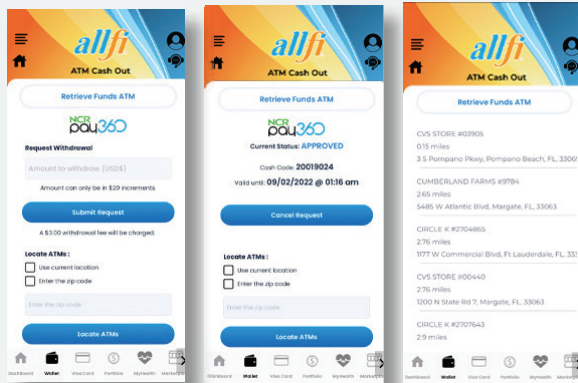 allfi
ATM Cash Out
Retrieve Funds ATM
NCR
pay360
Request Withdrawal
Amount to withdraw (USD$)
Amount can only be in $20 increments.
Submit Request
A $3.00 withdrawal fee will be charged.
Locate ATMs :
Use current location
Enter the zip code
Enter the zip code
Locate ATMs
Dashboard Wallet Visa Card Portfolio MyHealth Marketpl
allfi
ATM Cash Out
Retrieve Funds ATM
NCR
pay360
Current Status: APPROVED
Cash Code: 20019024
Valid until: 09/02/2022 @ 01:16 am
Cancel Request
Locate ATMs :
Use current location
Enter the zip code
Enter the zip code
Locate ATMs
Dashboard Wallet Visa Card Portfolio MyHealth Marketpl
allfi
ATM Cash Out
Retrieve Funds ATM
CVS STORE #03905
0.15 miles
3 S Pompano Pkwy, Pompano Beach, FL, 3306
CUMBERLAND FARMS #9784
2.65 miles
5485 W Atlantic Blvd, Margate, FL, 33063
CIRCLE K #2704865
2.76 miles
1177 W Commercial Blvd, Ft Lauderdale, FL, 333
CVS STORE #00440
2.76 miles
1200 N State Rd 7, Margate, FL, 33063
CIRCLE K #2707643
2.9 miles
Dashboard Wallet Visa Card Portfolio MyHealth Market